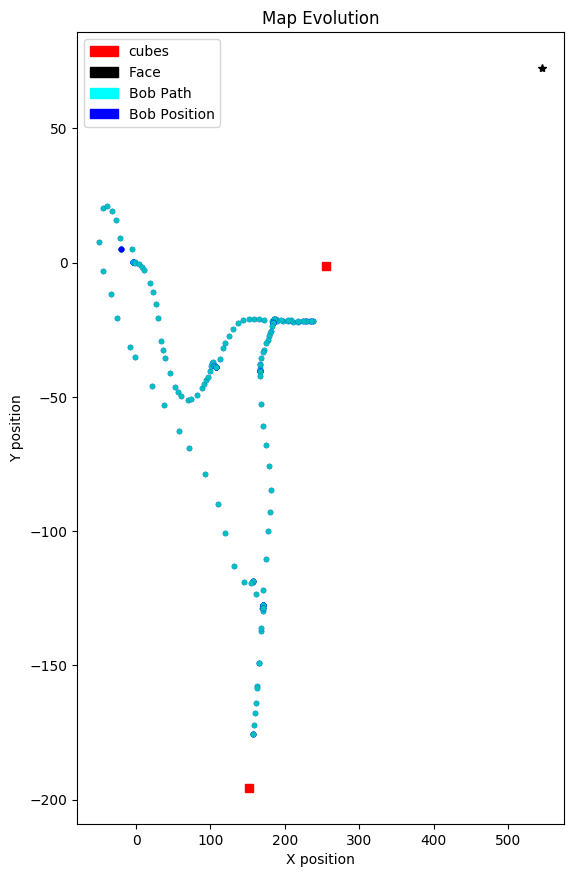 Map Evolution
cubes
Face
Bob Path
Bob Position
50
0
−50
−100
−150
−200
Y position
0
100
200
300
400
500
X position